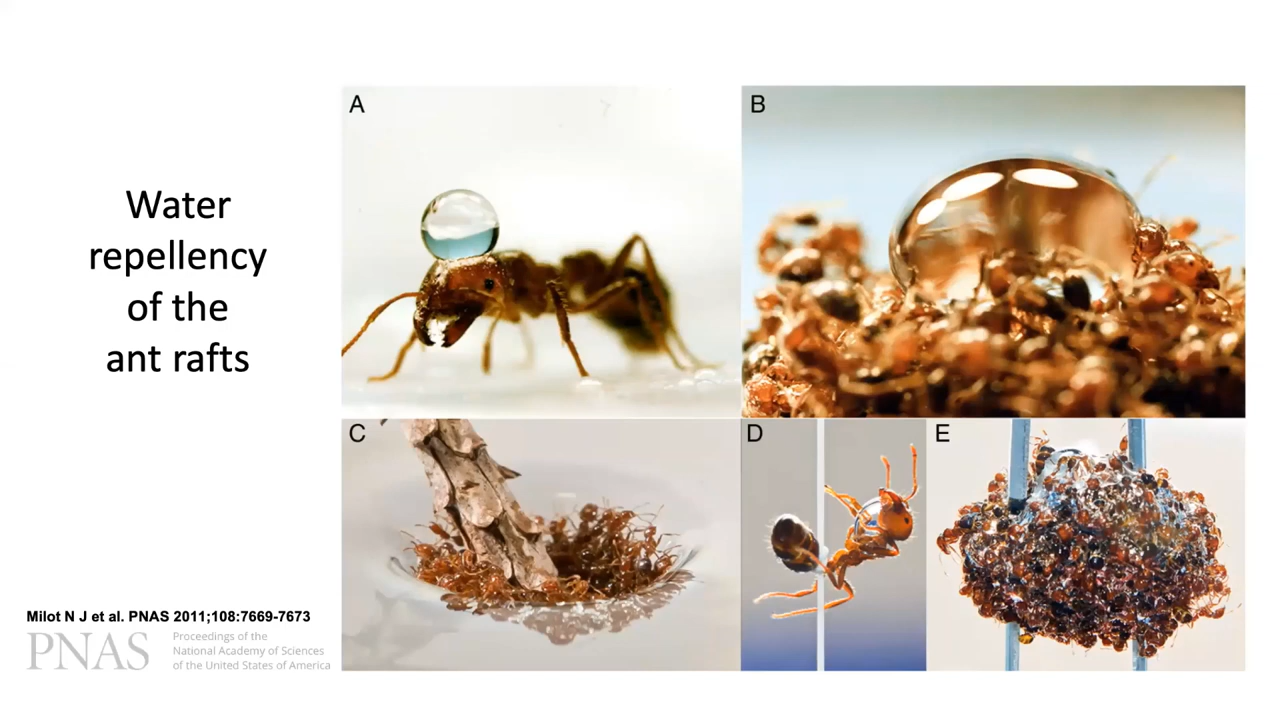 Water
repellency
of the
ant rafts
A
B
C
D
E
Milot N J et al. PNAS 2011;108:7669-7673
PNAS
Proceedings of the
National Academy of Sciences
of the United States of America